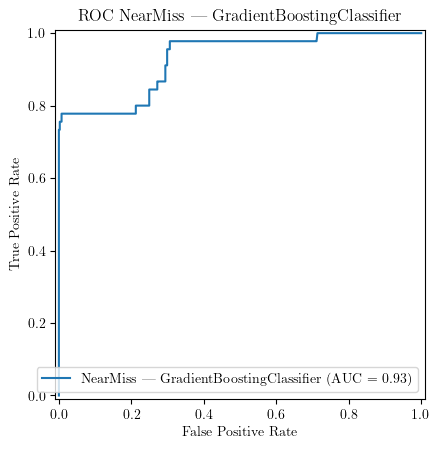 ROC NearMiss — GradientBoostingClassifier
1.0
0.8
0.6
0.4
0.2
0.0
True Positive Rate
NearMiss — GradientBoostingClassifier (AUC = 0.93)
0.0 0.2 0.4 0.6 0.8 1.0
False Positive Rate